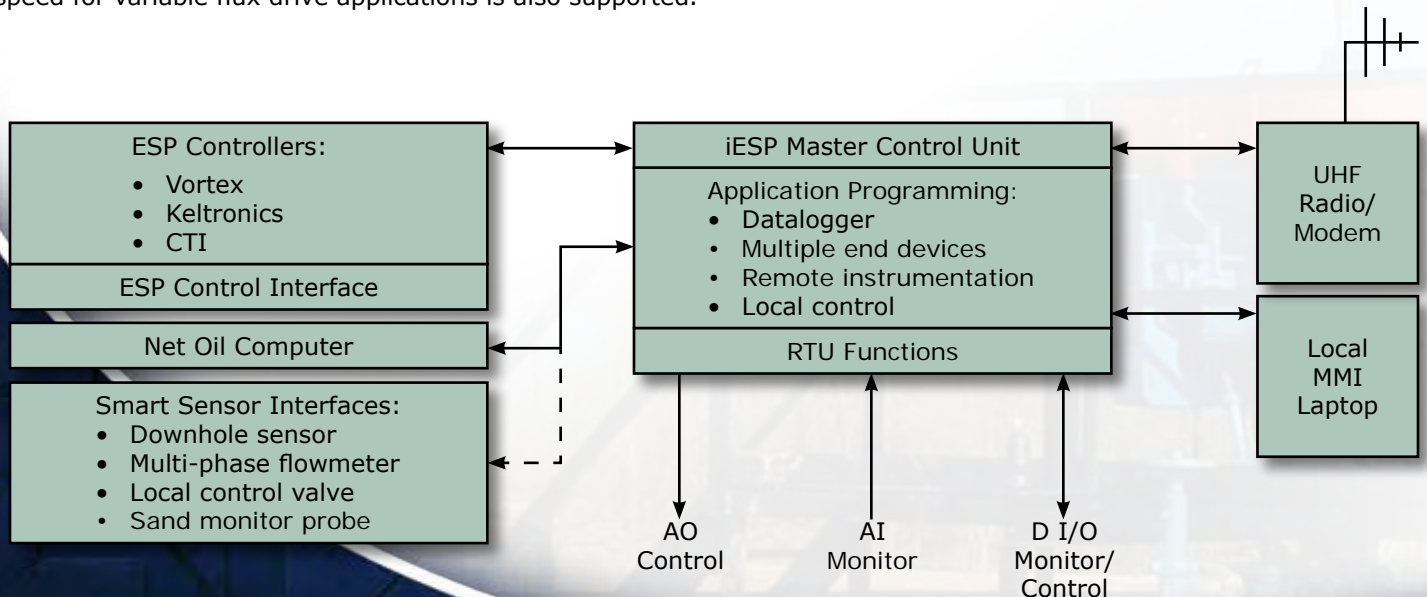 speed for variable flux drive applications is also supported.
ESP Controllers:
• Vortex
• Keltronics
• CTI
ESP Control Interface
Net Oil Computer
Smart Sensor Interfaces:
• Downhole sensor
• Multi-phase flowmeter
• Local control valve
• Sand monitor probe
iESP Master Control Unit
Application Programming:
• Datalogger
• Multiple end devices
• Remote instrumentation
• Local control
RTU Functions
AO
Control
AI
Monitor
D I/O
Monitor/
Control
UHF
Radio/
Modem
Local
MMI
Laptop